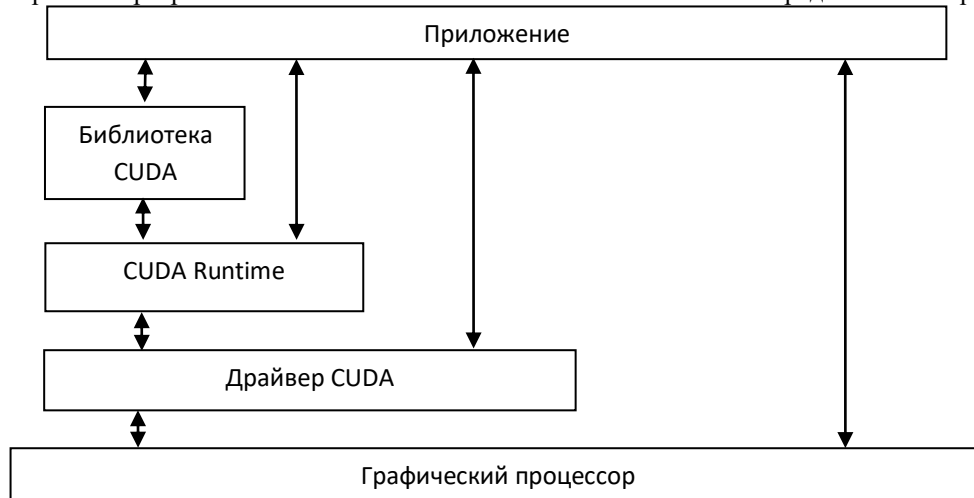 Приложение
Библиотека
CUDA
CUDA Runtime
Драйвер CUDA
Графический процессор